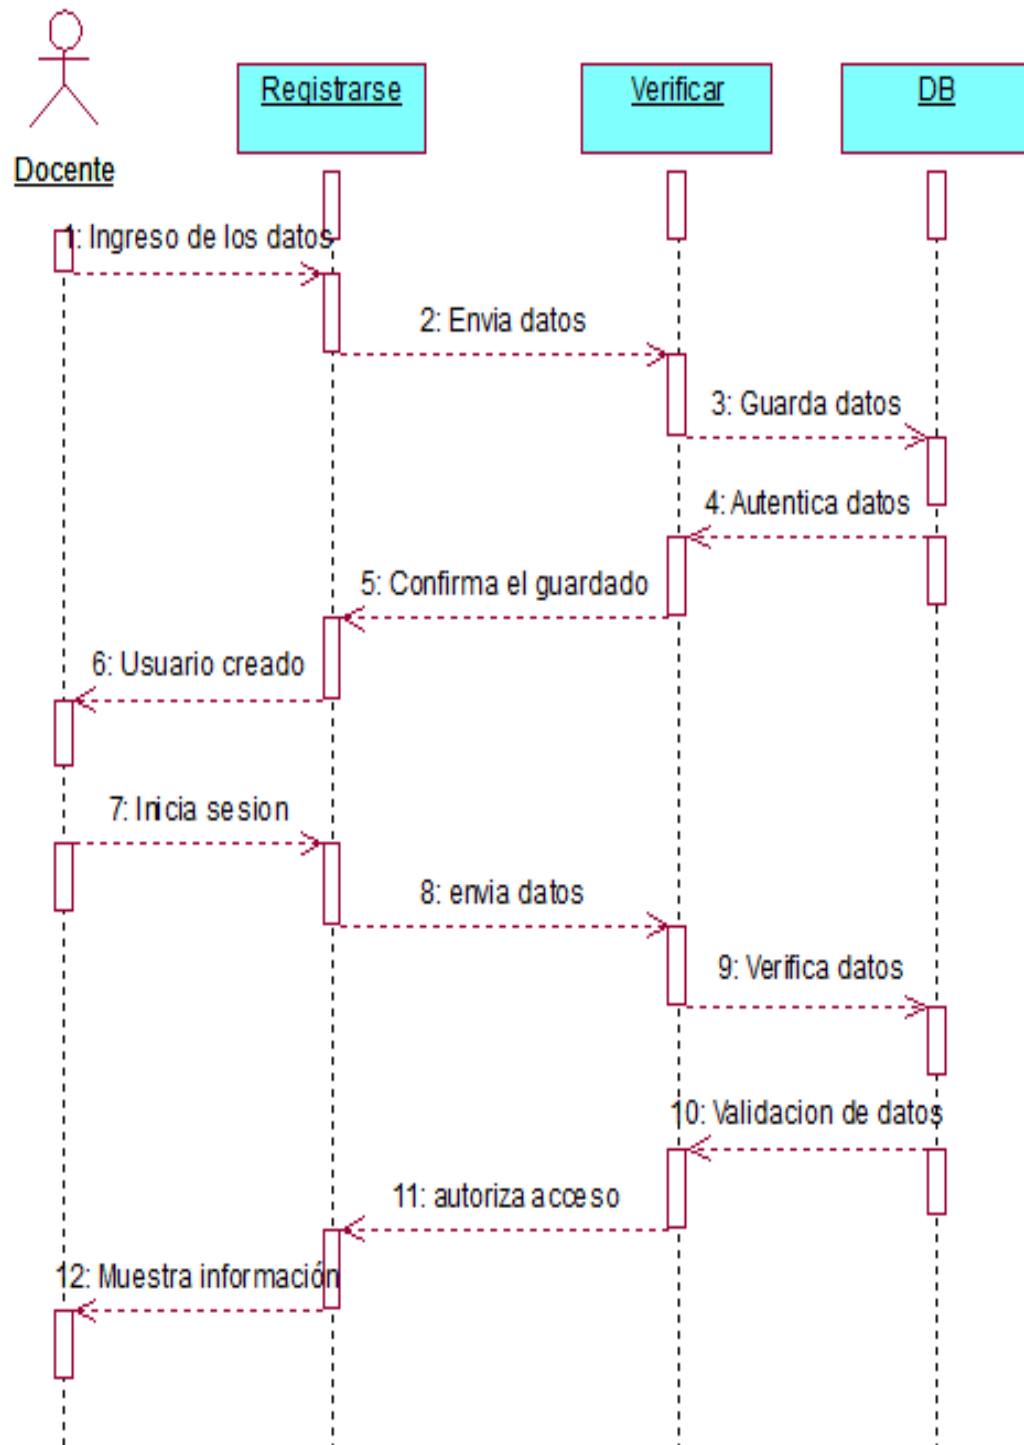 Registrarse
Verificar
DB
Docente
1: Ingreso de los datos
2: Envia datos
3: Guarda datos
4: Autentica datos
5: Confirma el guardado
6: Usuario creado
7: Inicia sesion
8: envia datos
9: Verifica datos
10: Validacion de datos
11: autoriza acceso
12: Muestra información